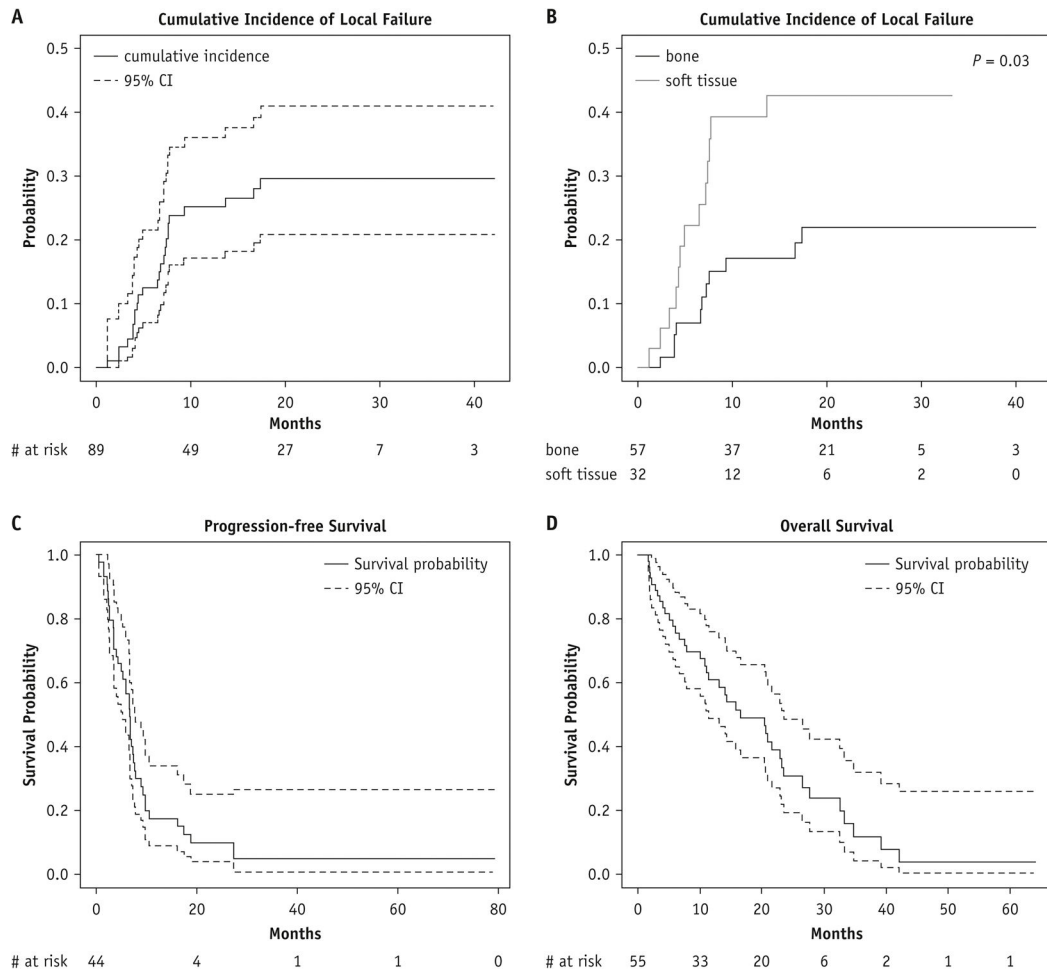 A
Cumulative Incidence of Local Failure
cumulative incidence
95% CI
Probability
0.5
0.4
0.3
0.2
0.1
0.0
0 10 20 30 40
Months
# at risk 89 49 27 7 3
B
Cumulative Incidence of Local Failure
bone
soft tissue
P = 0.03
Probability
0.5
0.4
0.3
0.2
0.1
0.0
0 10 20 30 40
Months
bone 57 37 21 5 3
soft tissue 32 12 6 2 0
C
Progression-free Survival
Survival probability
95% CI
Survival Probability
1.0
0.8
0.6
0.4
0.2
0.0
0 20 40 60 80
Months
# at risk 44 4 1 1 0
D
Overall Survival
Survival probability
95% CI
Survival Probability
1.0
0.8
0.6
0.4
0.2
0.0
0 10 20 30 40 50 60
Months
# at risk 55 33 20 6 2 1 1